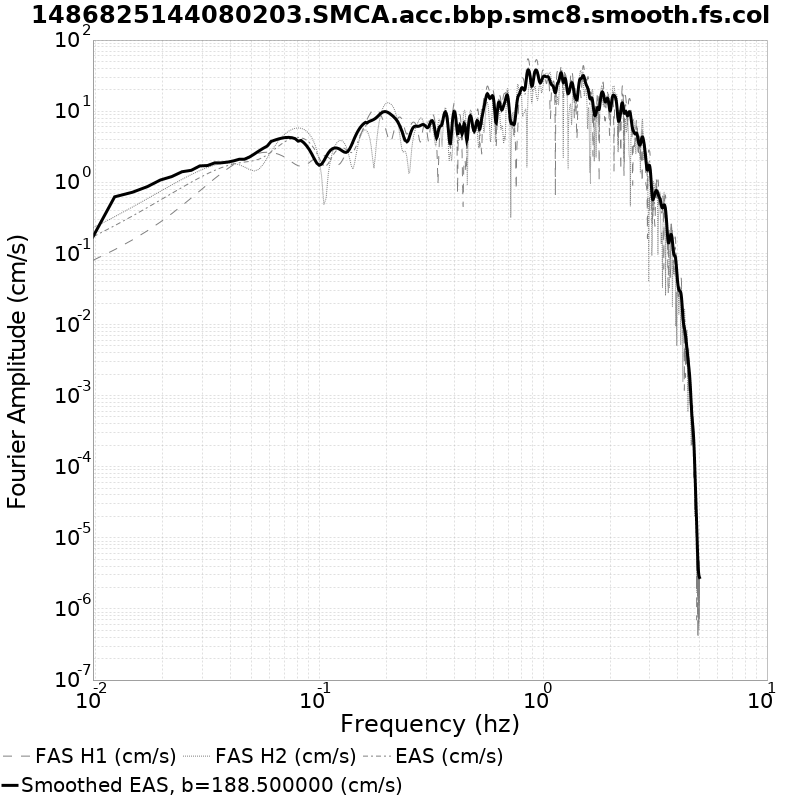 1486825144080203.SMCA.acc.bbp.smc8.smooth.fs.col
10^2
10^1
10^0
10^-1
10^-2
10^-3
10^-4
10^-5
10^-6
10^-7
Fourier Amplitude (cm/s)
10^-2 10^-1 10^0 10^1
Frequency (hz)
FAS H1 (cm/s) FAS H2 (cm/s) EAS (cm/s)
Smoothed EAS, b=188.500000 (cm/s)